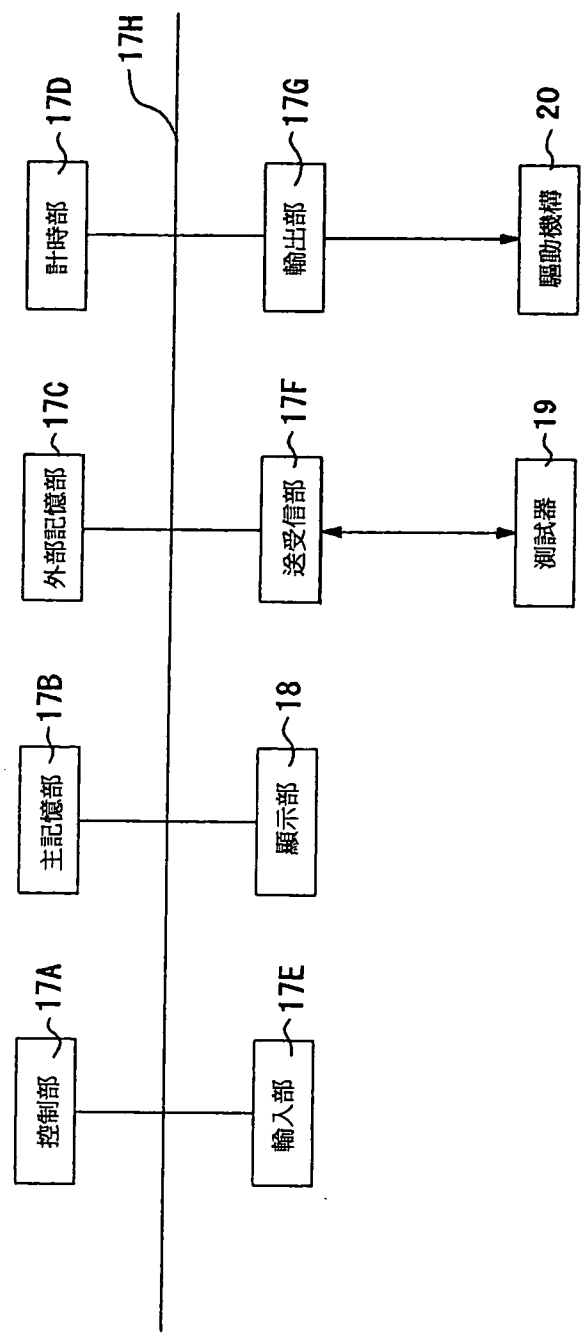 控制部
17A
主記憶部
17B
外部記憶部
17C
計時部
17D
17H
輸入部
17E
顯示部
18
送受信部
17F
輸出部
17G
測試器
19
驅動機構
20